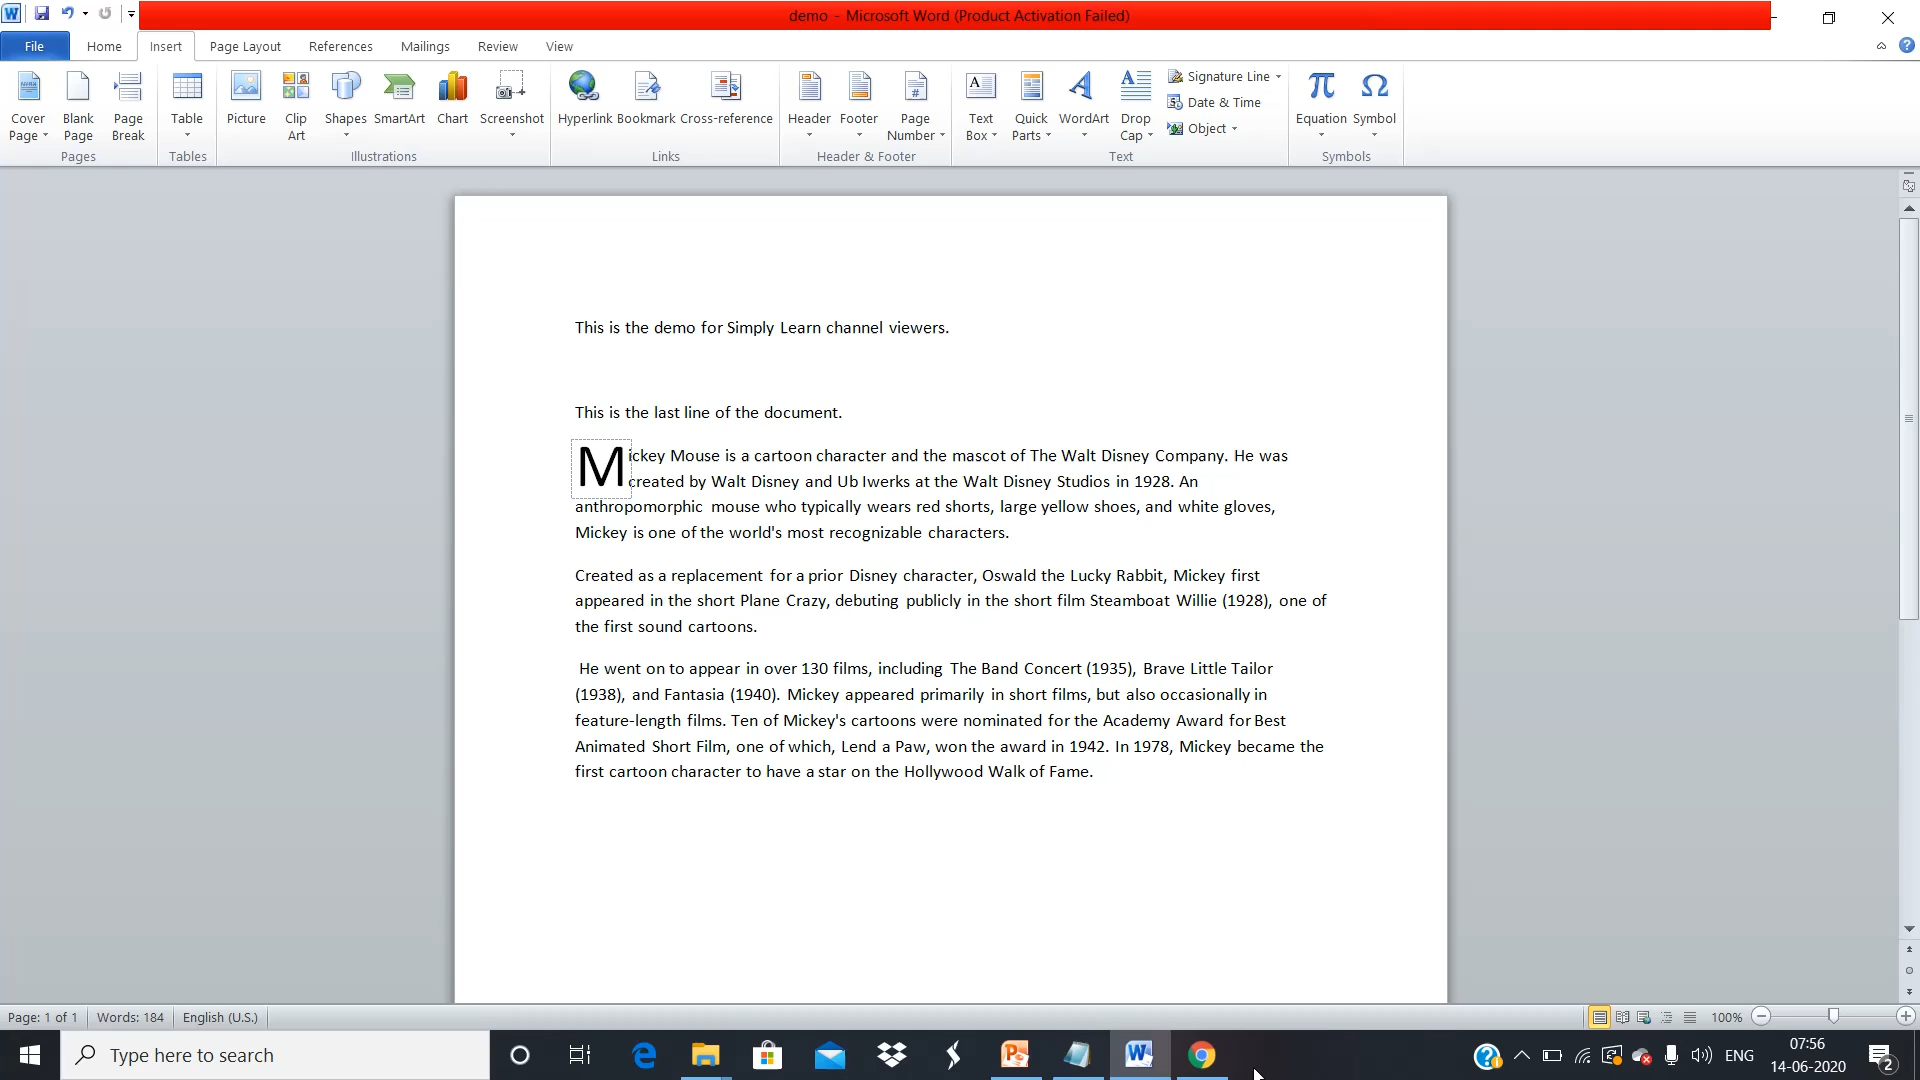 demo - Microsoft Word (Product Activation Failed)
File Home Insert Page Layout References Mailings Review View
Cover Page Blank Page Page Break Table Picture Clip Art Shapes SmartArt Chart Screenshot Hyperlink Bookmark Cross-reference Header Footer Page Number Text Box Quick Parts WordArt Drop Cap Signature Line Date & Time Object Equation Symbol
Pages Tables Illustrations Links Header & Footer Text Symbols
This is the demo for Simply Learn channel viewers.
This is the last line of the document.
Mickey Mouse is a cartoon character and the mascot of The Walt Disney Company. He was
created by Walt Disney and Ub Iwerks at the Walt Disney Studios in 1928. An
anthropomorphic mouse who typically wears red shorts, large yellow shoes, and white gloves,
Mickey is one of the world's most recognizable characters.
Created as a replacement for a prior Disney character, Oswald the Lucky Rabbit, Mickey first
appeared in the short Plane Crazy, debuting publicly in the short film Steamboat Willie (1928), one of
the first sound cartoons.
He went on to appear in over 130 films, including The Band Concert (1935), Brave Little Tailor
(1938), and Fantasia (1940). Mickey appeared primarily in short films, but also occasionally in
feature-length films. Ten of Mickey's cartoons were nominated for the Academy Award for Best
Animated Short Film, one of which, Lend a Paw, won the award in 1942. In 1978, Mickey became the
first cartoon character to have a star on the Hollywood Walk of Fame.
Page: 1 of 1 Words: 184 English (U.S.) 100%
Type here to search ENG 07:56
14-06-2020 2